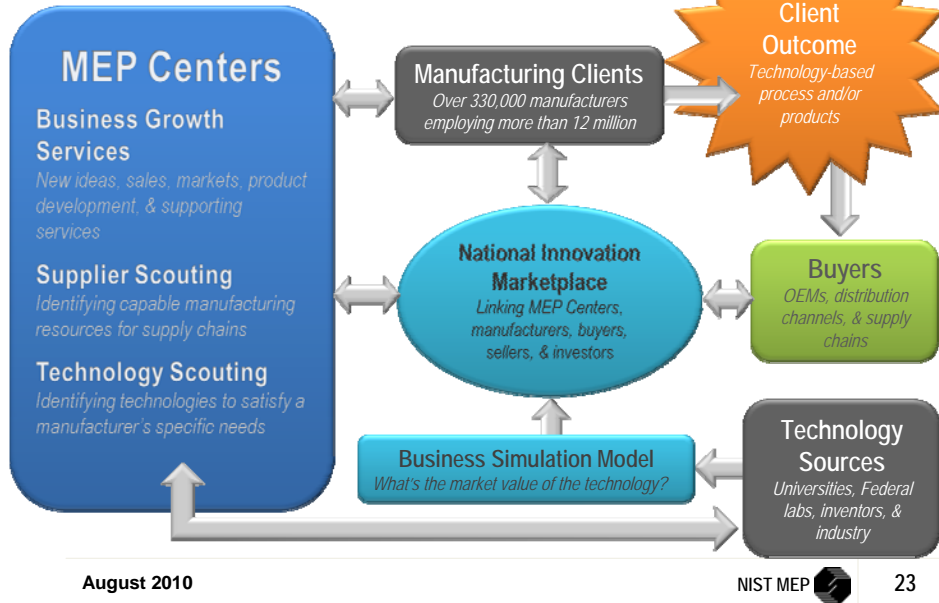 MEP Centers
Business Growth
Services
New ideas, sales, markets, product
development, & supporting
services
Supplier Scouting
Identifying capable manufacturing
resources for supply chains
Technology Scouting
Identifying technologies to satisfy a
manufacturer's specific needs
Manufacturing Clients
Over 330,000 manufacturers
employing more than 12 million
Client
Outcome
Technology-based
process and/or
products
National Innovation
Marketplace
Linking MEP Centers,
manufacturers, buyers,
sellers, & investors
Buyers
OEMs, distribution
channels, & supply
chains
Business Simulation Model
What's the market value of the technology?
Technology
Sources
Universities, Federal
labs, inventors, &
industry
August 2010
NIST MEP
23